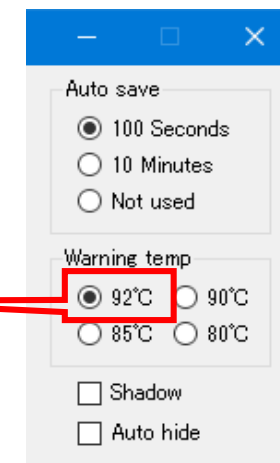 Auto save
100 Seconds
10 Minutes
Not used
Warning temp
92℃ 90℃
85℃ 80℃
Shadow
Auto hide